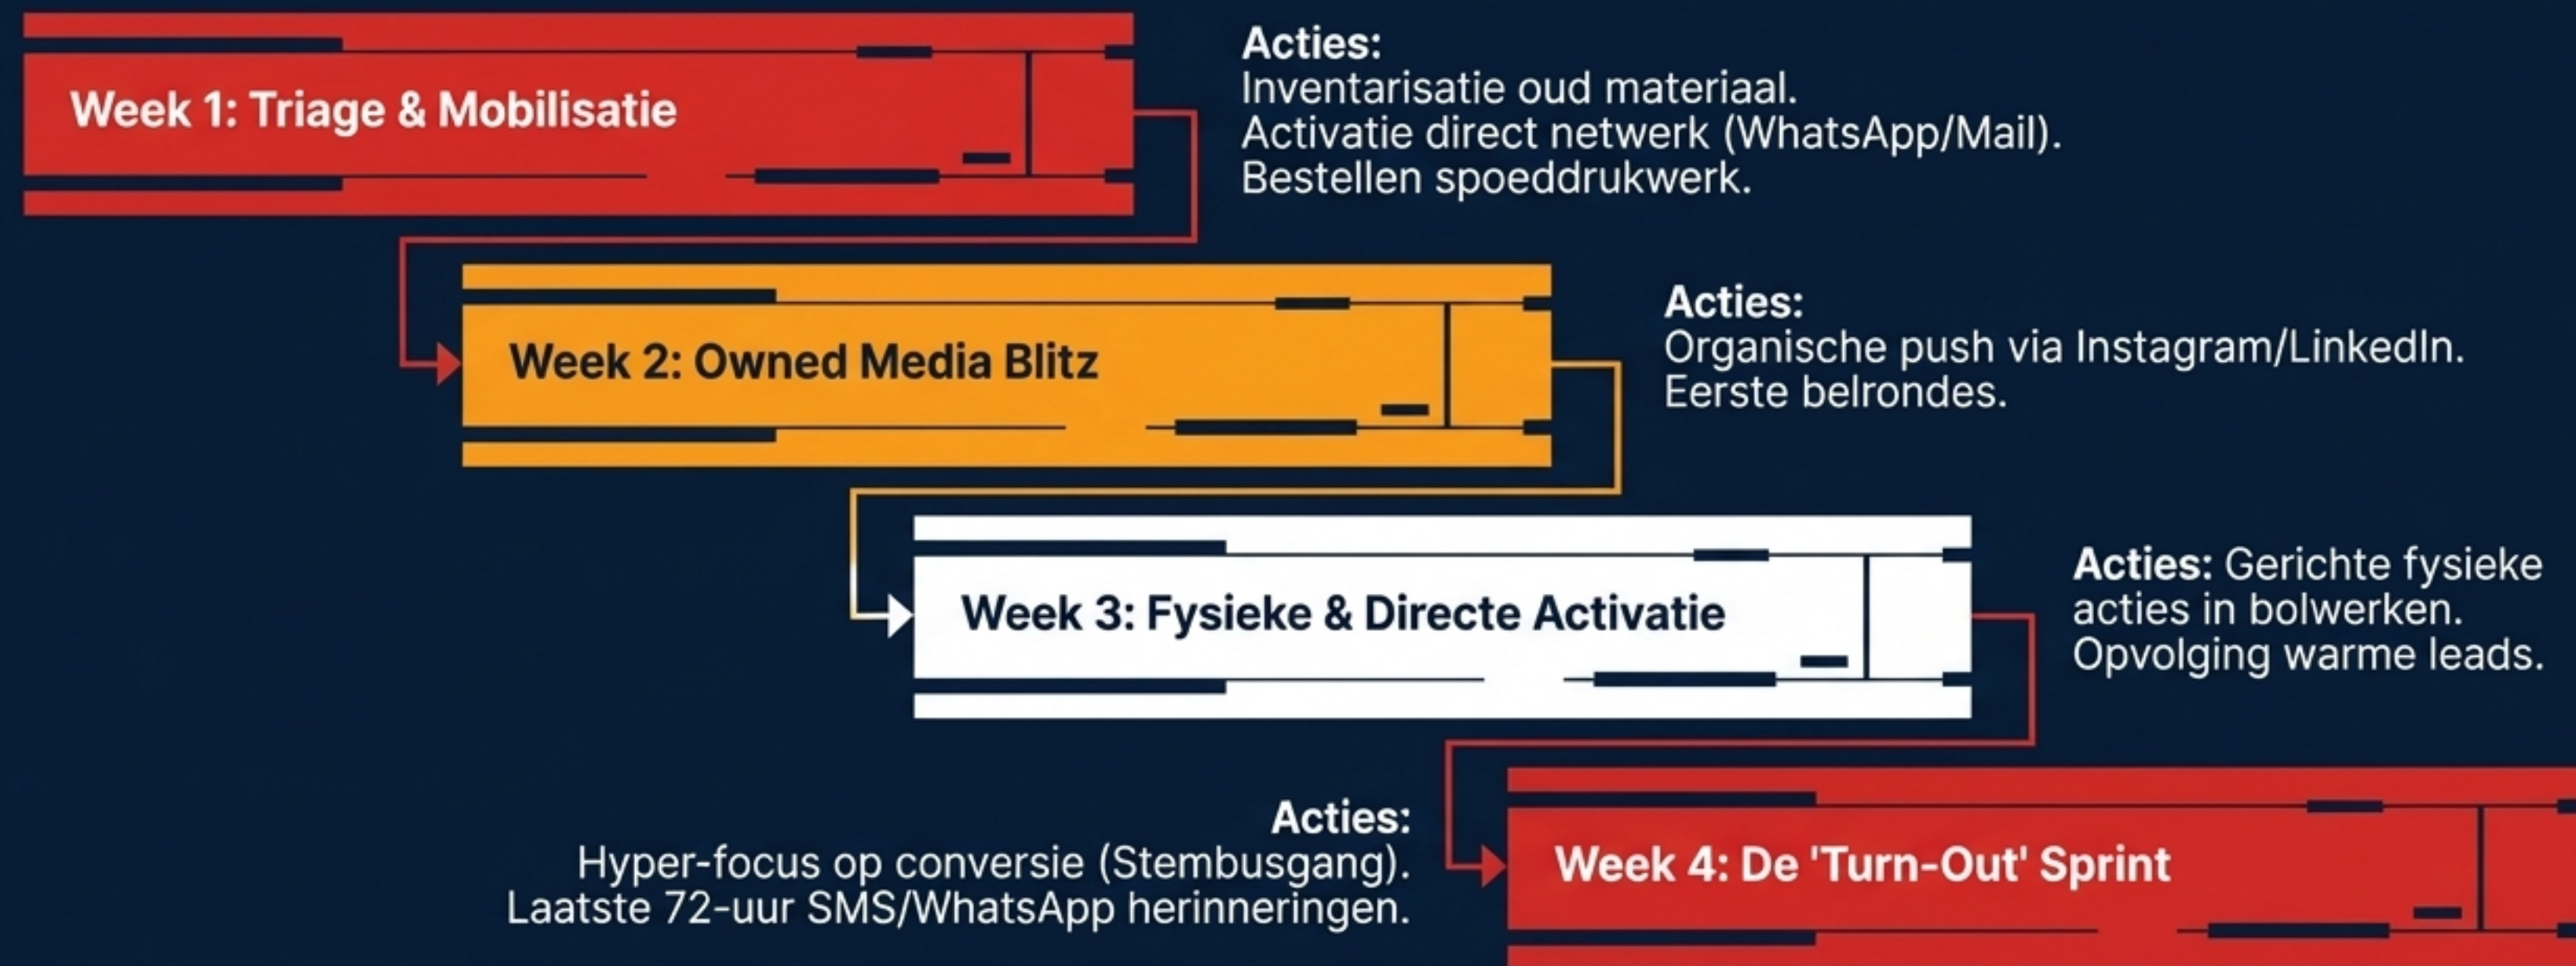 Week 1: Triage & Mobilisatie
Acties:
Inventarisatie oud materiaal.
Activatie direct netwerk (WhatsApp/Mail).
Bestellen spoeddrukwerk.
Week 2: Owned Media Blitz
Acties:
Organische push via Instagram/LinkedIn.
Eerste belrondes.
Week 3: Fysieke & Directe Activatie
Acties: Gerichte fysieke
acties in bolwerken.
Opvolging warme leads.
Acties:
Hyper-focus op conversie (Stembusgang).
Laatste 72-uur SMS/WhatsApp herinneringen.
Week 4: De 'Turn-Out' Sprint